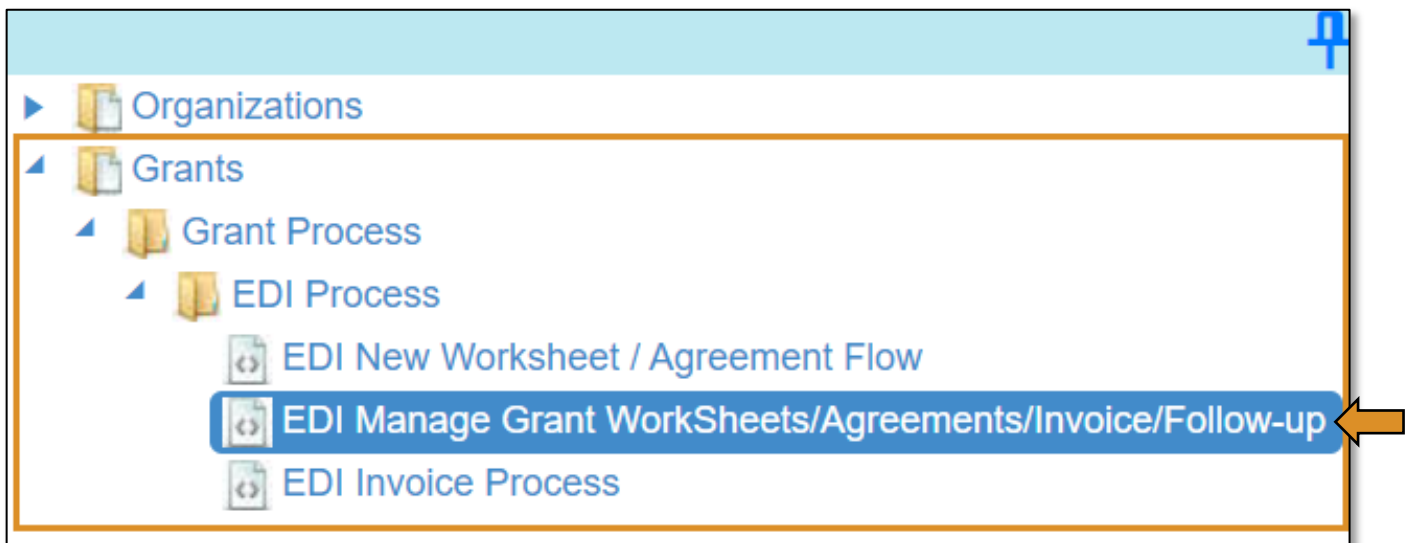 Organizations
Grants
Grant Process
EDI Process
EDI New Worksheet / Agreement Flow
EDI Manage Grant WorkSheets/Agreements/Invoice/Follow-up
EDI Invoice Process